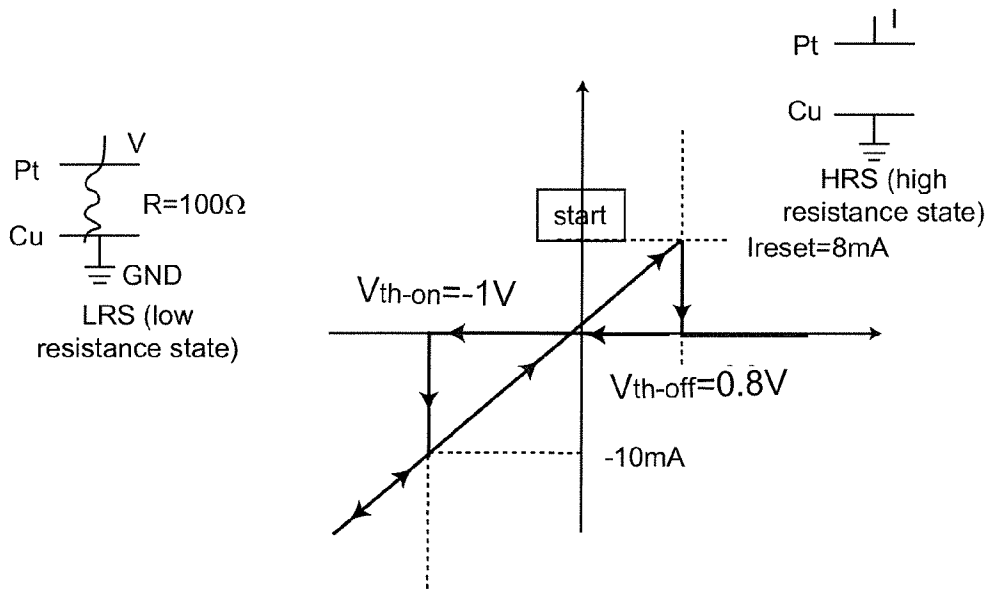 I
Pt
Cu
HRS (high
resistance state)
V
Pt
R=100Ω
Cu
GND
LRS (low
resistance state)
start
Ireset=8mA
Vth-on=-1V
Vth-off=0.8V
-10mA